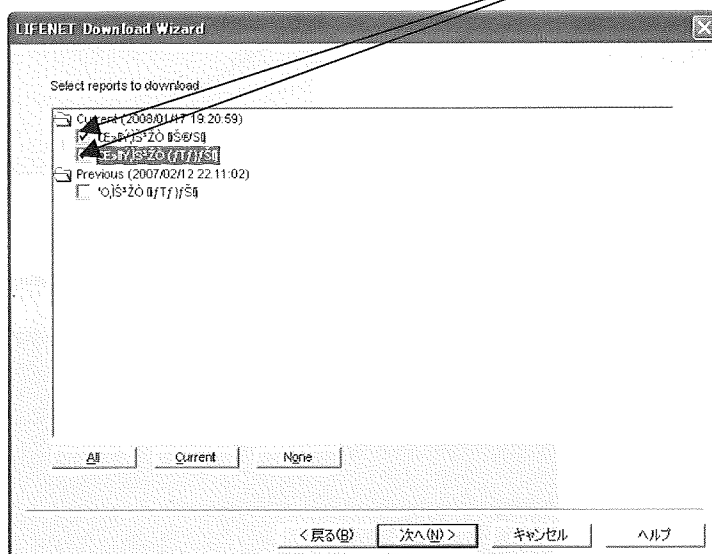 LIFENET Download Wizard
Select reports to download
Current (2008/01/17 19:20:59)
Previous (2007/02/12 22:11:02)
All Current None
< 戻る(B) 次へ(N) > キャンセル ヘルプ